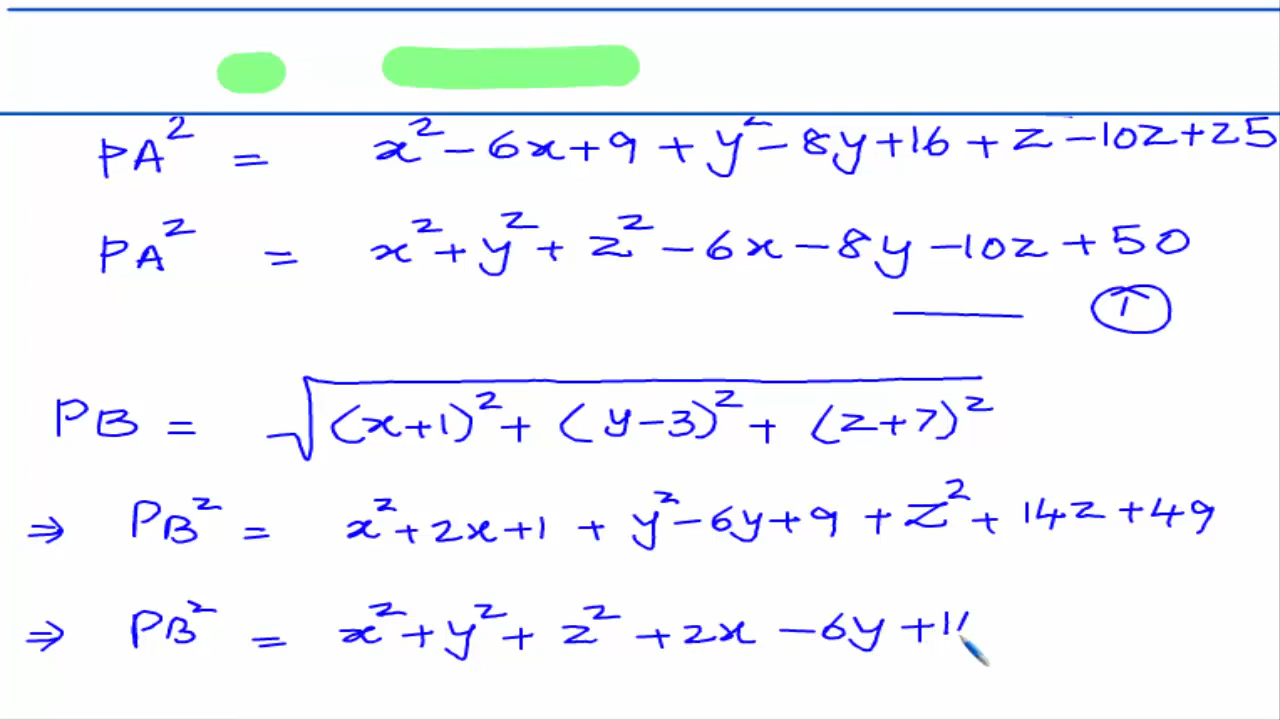 PA² = x² - 6x + 9 + y² - 8y + 16 + z² - 10z + 25
PA² = x² + y² + z² - 6x - 8y - 10z + 50
—— ①
PB = √((x+1)² + (y-3)² + (z+7)²)
⇒ PB² = x² + 2x + 1 + y² - 6y + 9 + z² + 14z + 49
⇒ PB² = x² + y² + z² + 2x - 6y + 1